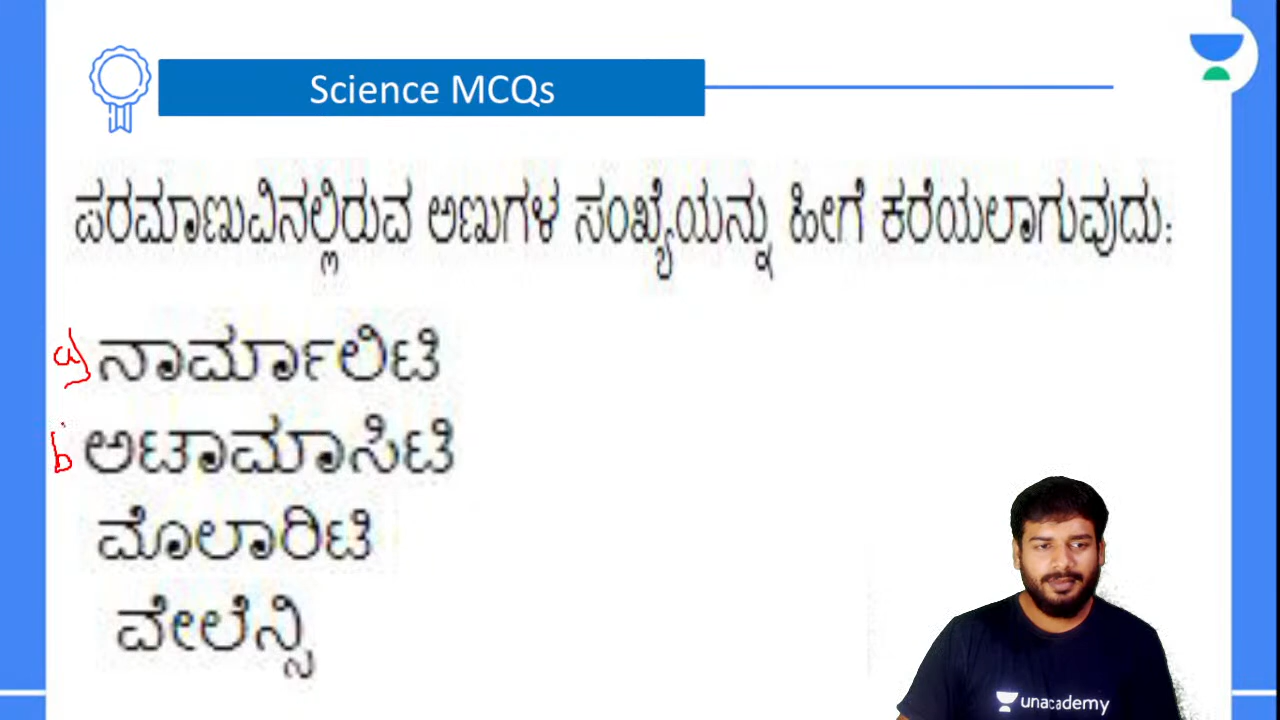 Science MCQs
ಪರಮಾಣುವಿನಲ್ಲಿರುವ ಅಣುಗಳ ಸಂಖ್ಯೆಯನ್ನು ಹೀಗೆ ಕರೆಯಲಾಗುವುದು:
a) ನಾರ್ಮಾಲಿಟಿ
b ಅಟಾಮಾಸಿಟಿ
ಮೊಲಾರಿಟಿ
ವೇಲೆನ್ಸಿ
unacademy